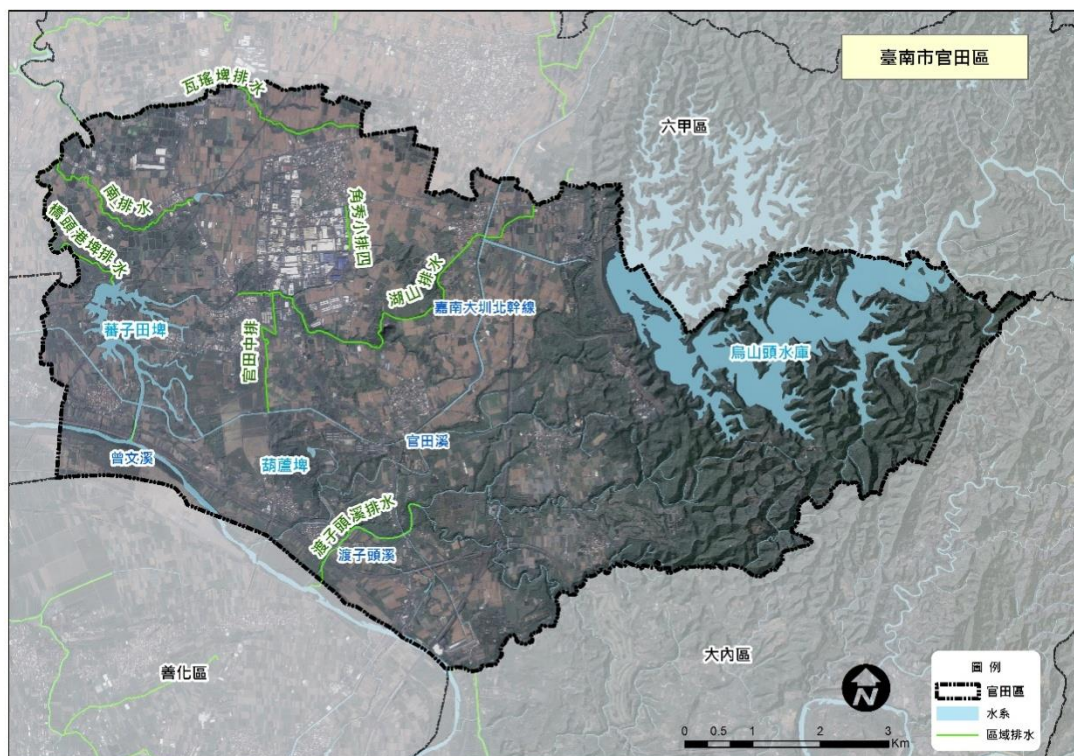 臺南市官田區
瓦瑤埤排水
六甲區
南排水
角秀小排四
橋頭港埤排水
湖山排水
嘉南大圳北幹線
蕃子田埤
官田中排
烏山頭水庫
官田溪
曾文溪
葫蘆埤
渡子頭溪排水
渡子頭溪
善化區
大內區
N
圖 例
官田區
水系
區域排水
0 0.5 1 2 3
Km